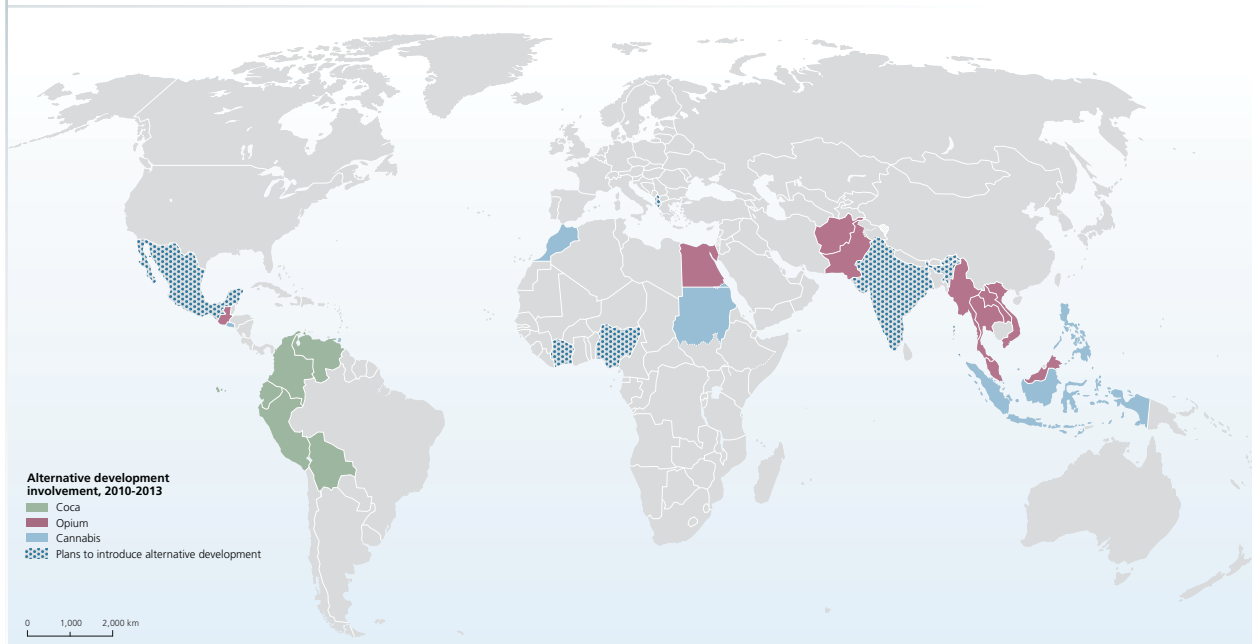 Alternative development
involvement, 2010-2013
Coca
Opium
Cannabis
Plans to introduce alternative development
0 1,000 2,000 km